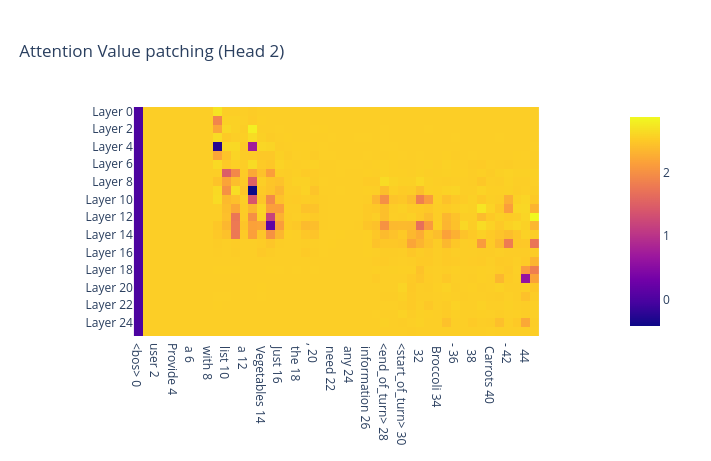 Attention Value patching (Head 2)
Layer 0
Layer 2
Layer 4
Layer 6
Layer 8
Layer 10
Layer 12
Layer 14
Layer 16
Layer 18
Layer 20
Layer 22
Layer 24
2
1
0
<bos> 0
user 2
Provide 4
a 6
with 8
list 10
a 12
Vegetables 14
Just 16
the 18
, 20
need 22
any 24
information 26
<end_of_turn> 28
<start_of_turn> 30
32
Broccoli 34
- 36
38
Carrots 40
- 42
44